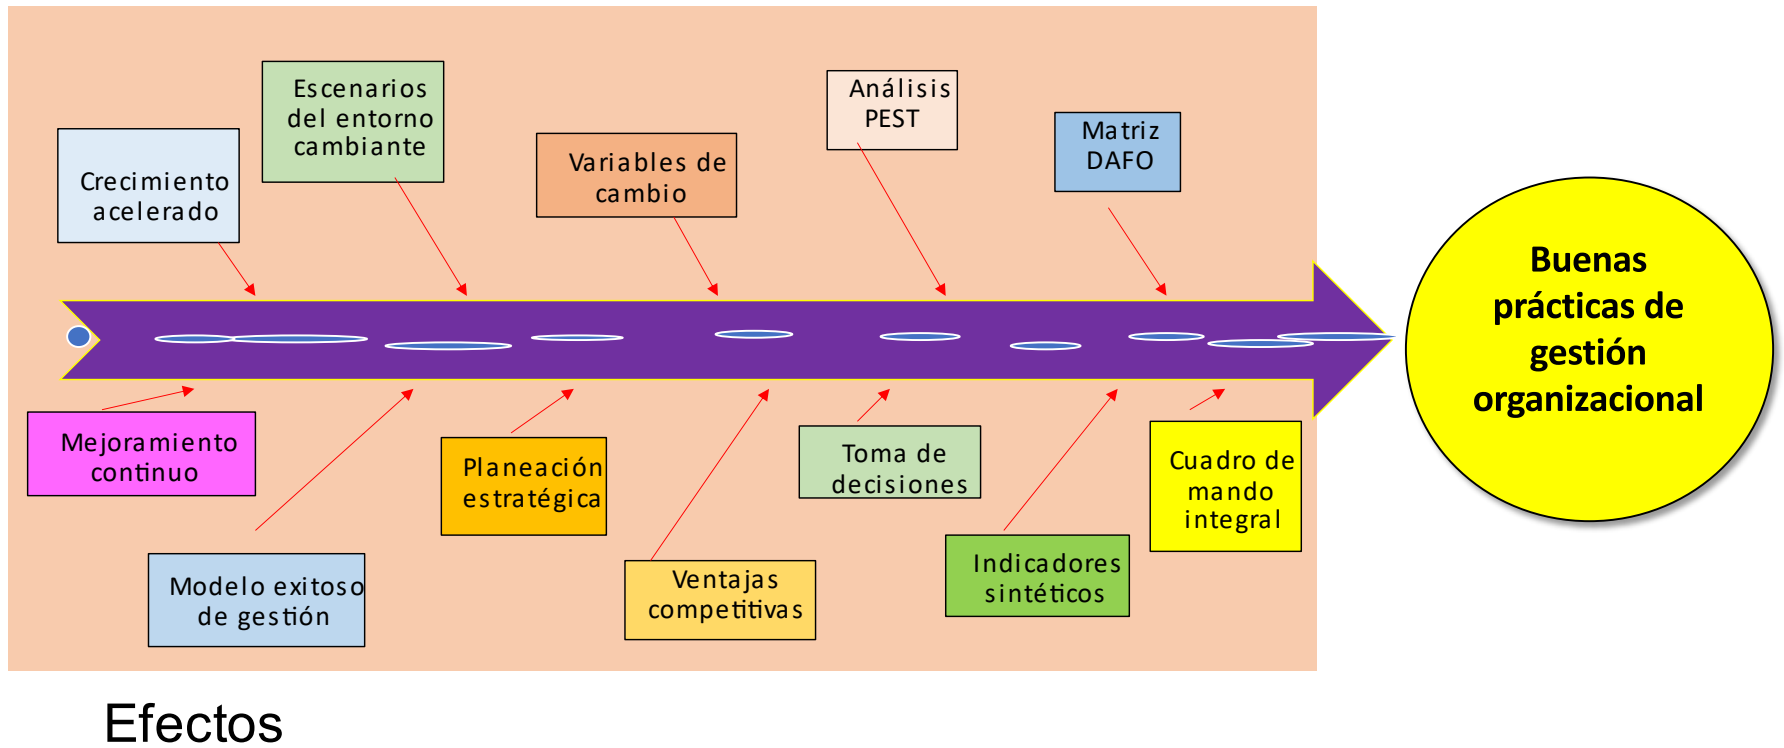 Crecimiento
acelerado
Escenarios
del entorno
cambiante
Variables de
cambio
Análisis
PEST
Matriz
DAFO
Buenas
prácticas de
gestión
organizacional
Mejoramiento
continuo
Modelo exitoso
de gestión
Planeación
estratégica
Ventajas
competitivas
Toma de
decisiones
Indicadores
sintéticos
Cuadro de
mando
integral
Efectos